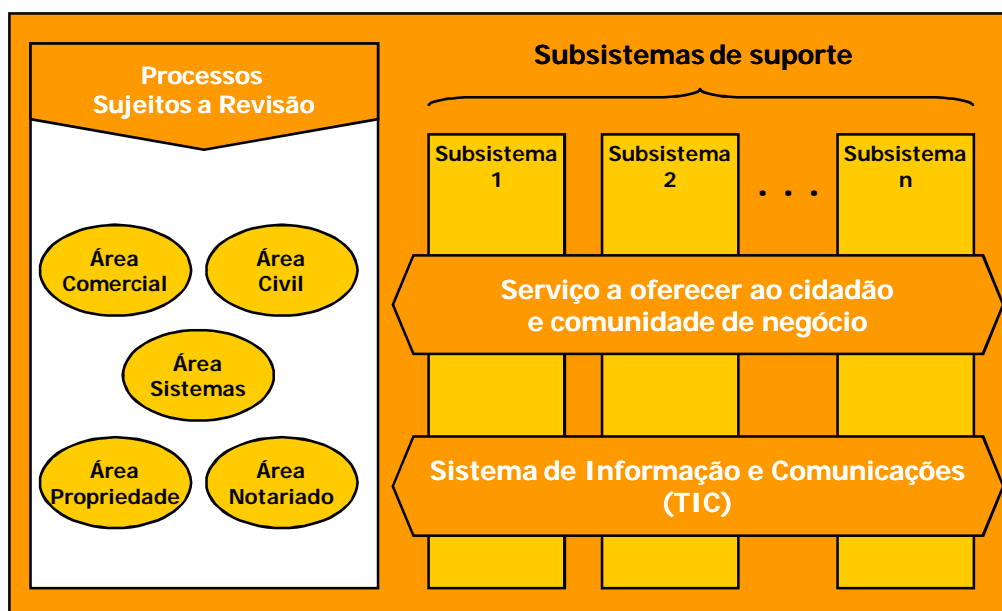 Processos
Sujeitos a Revisão
Área
Comercial
Área
Civil
Área
Sistemas
Área
Propriedade
Área
Notariado
Subsistemas de suporte
Subsistema
1
Subsistema
2
. . .
Subsistema
n
Serviço a oferecer ao cidadão
e comunidade de negócio
Sistema de Informação e Comunicações
(TIC)